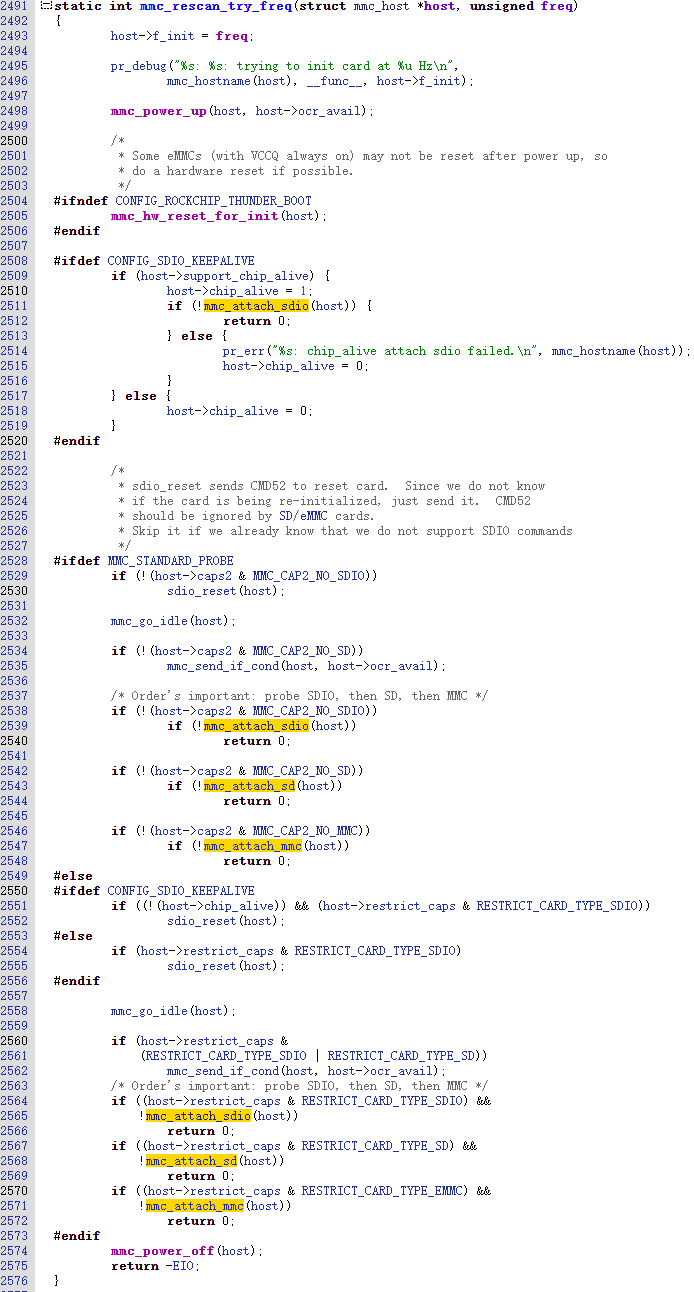 2491 static int mmc_rescan_try_freq(struct mmc_host *host, unsigned freq)
2492 {
2493         host->f_init = freq;
2494
2495         pr_debug("%s: %s: trying to init card at %u Hz\n",
2496                 mmc_hostname(host), __func__, host->f_init);
2497
2498         mmc_power_up(host, host->ocr_avail);
2499
2500         /*
2501          * Some eMMCs (with VCCQ always on) may not be reset after power up, so
2502          * do a hardware reset if possible.
2503          */
2504 #ifndef CONFIG_ROCKCHIP_THUNDER_BOOT
2505         mmc_hw_reset_for_init(host);
2506 #endif
2507
2508 #ifdef CONFIG_SDIO_KEEPALIVE
2509         if (host->support_chip_alive) {
2510                 host->chip_alive = 1;
2511                 if (!mmc_attach_sdio(host)) {
2512                         return 0;
2513                 } else {
2514                         pr_err("%s: chip_alive attach sdio failed.\n", mmc_hostname(host));
2515                         host->chip_alive = 0;
2516                 }
2517         } else {
2518                 host->chip_alive = 0;
2519         }
2520 #endif
2521
2522         /*
2523          * sdio_reset sends CMD52 to reset card.  Since we do not know
2524          * if the card is being re-initialized, just send it.  CMD52
2525          * should be ignored by SD/eMMC cards.
2526          * Skip it if we already know that we do not support SDIO commands
2527          */
2528 #ifdef MMC_STANDARD_PROBE
2529         if (!(host->caps2 & MMC_CAP2_NO_SDIO))
2530                 sdio_reset(host);
2531
2532         mmc_go_idle(host);
2533
2534         if (!(host->caps2 & MMC_CAP2_NO_SD))
2535                 mmc_send_if_cond(host, host->ocr_avail);
2536
2537         /* Order's important: probe SDIO, then SD, then MMC */
2538         if (!(host->caps2 & MMC_CAP2_NO_SDIO))
2539                 if (!mmc_attach_sdio(host))
2540                         return 0;
2541
2542         if (!(host->caps2 & MMC_CAP2_NO_SD))
2543                 if (!mmc_attach_sd(host))
2544                         return 0;
2545
2546         if (!(host->caps2 & MMC_CAP2_NO_MMC))
2547                 if (!mmc_attach_mmc(host))
2548                         return 0;
2549 #else
2550 #ifdef CONFIG_SDIO_KEEPALIVE
2551         if ((!(host->chip_alive)) && (host->restrict_caps & RESTRICT_CARD_TYPE_SDIO))
2552                 sdio_reset(host);
2553 #else
2554         if (host->restrict_caps & RESTRICT_CARD_TYPE_SDIO)
2555                 sdio_reset(host);
2556 #endif
2557
2558         mmc_go_idle(host);
2559
2560         if (host->restrict_caps &
2561             (RESTRICT_CARD_TYPE_SDIO | RESTRICT_CARD_TYPE_SD))
2562                 mmc_send_if_cond(host, host->ocr_avail);
2563         /* Order's important: probe SDIO, then SD, then MMC */
2564         if ((host->restrict_caps & RESTRICT_CARD_TYPE_SDIO) &&
2565             !mmc_attach_sdio(host))
2566                 return 0;
2567         if ((host->restrict_caps & RESTRICT_CARD_TYPE_SD) &&
2568             !mmc_attach_sd(host))
2569                 return 0;
2570         if ((host->restrict_caps & RESTRICT_CARD_TYPE_EMMC) &&
2571             !mmc_attach_mmc(host))
2572                 return 0;
2573 #endif
2574         mmc_power_off(host);
2575         return -EIO;
2576 }